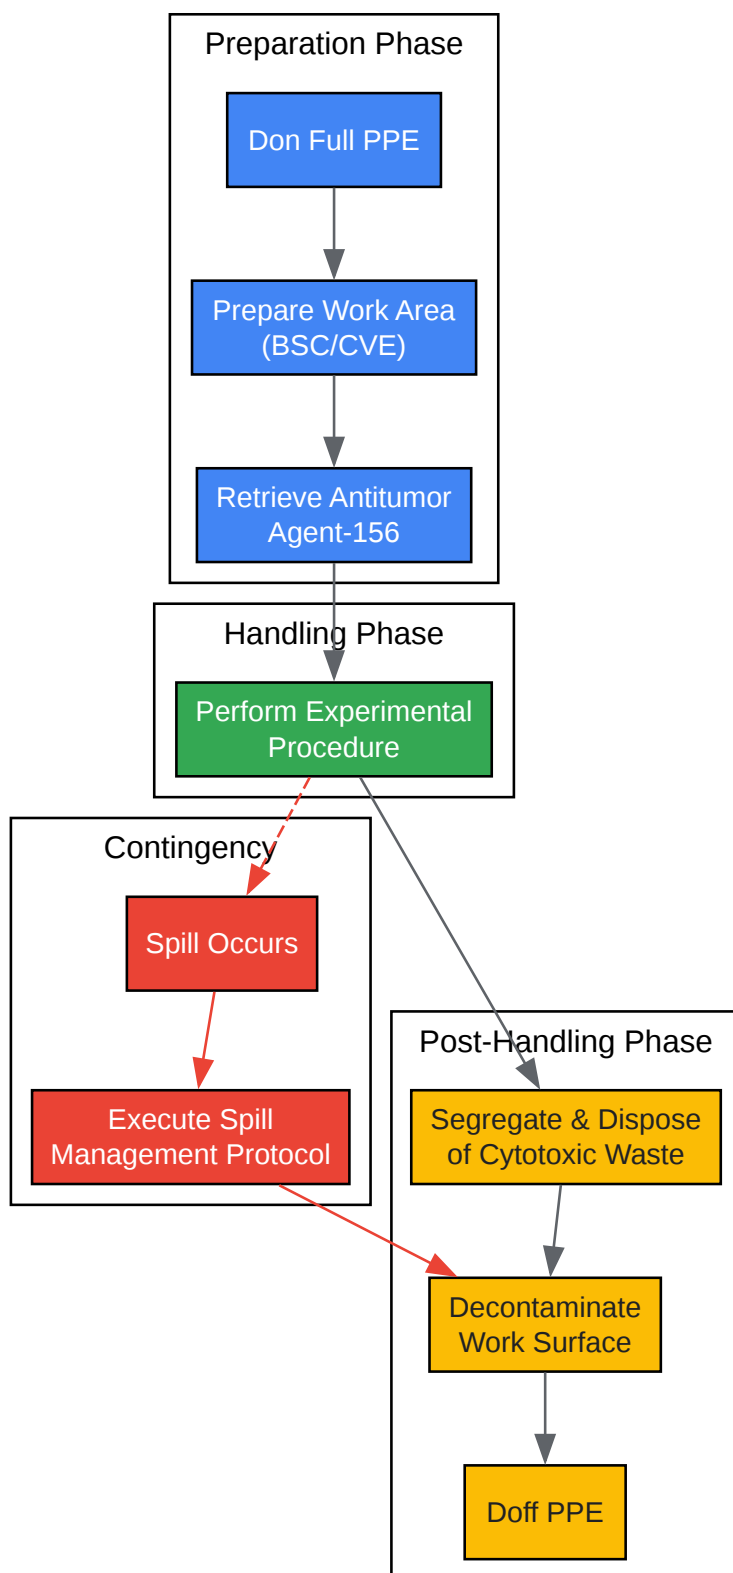 Preparation Phase
Don Full PPE
Prepare Work Area
(BSC/CVE)
Retrieve Antitumor
Agent-156
Handling Phase
Perform Experimental
Procedure
Contingency
Spill Occurs
Execute Spill
Management Protocol
Post-Handling Phase
Segregate & Dispose
of Cytotoxic Waste
Decontaminate
Work Surface
Doff PPE